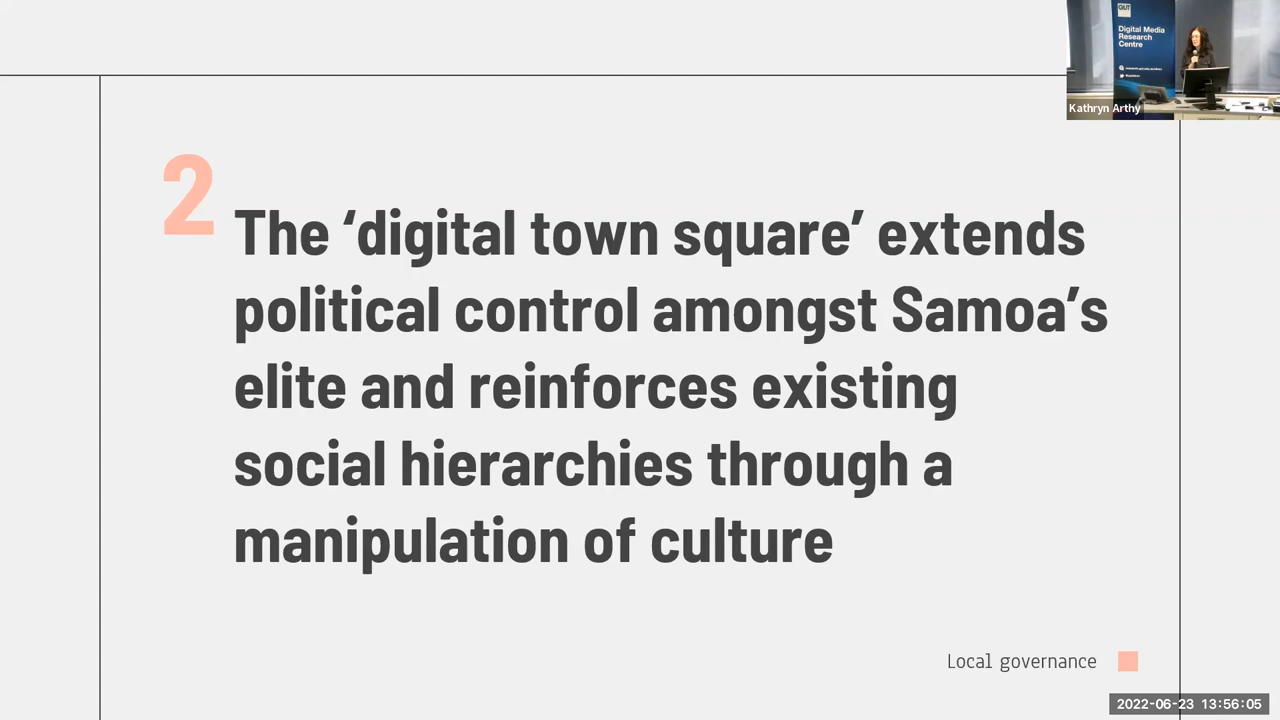 QUT
Digital Media
Research
Centre
Kathryn Arthy
2
The ‘digital town square’ extends
political control amongst Samoa’s
elite and reinforces existing
social hierarchies through a
manipulation of culture
Local governance
2022-06-23 13:56:05